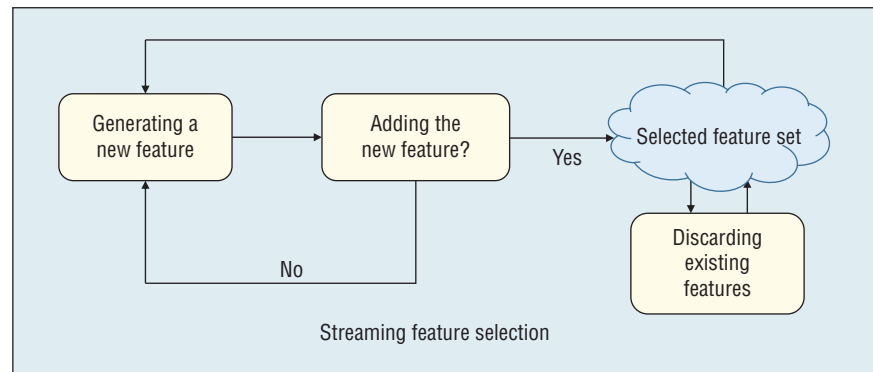 Generating a
new feature
Adding the
new feature?
Yes
Selected feature set
No
Discarding
existing
features
Streaming feature selection